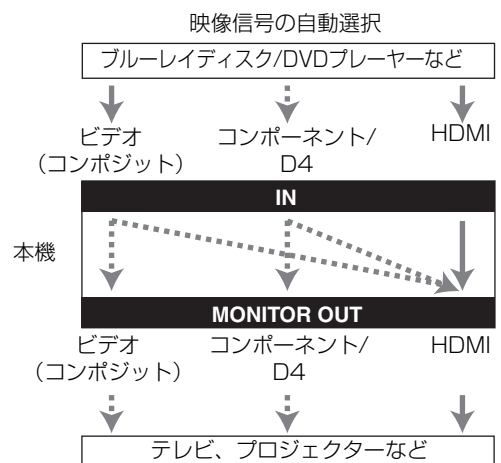 映像信号の自動選択
ブルーレイディスク/DVDプレーヤーなど
ビデオ
（コンポジット）
コンポーネント/
D4
HDMI
IN
本機
MONITOR OUT
ビデオ
（コンポジット）
コンポーネント/
D4
HDMI
テレビ、プロジェクターなど